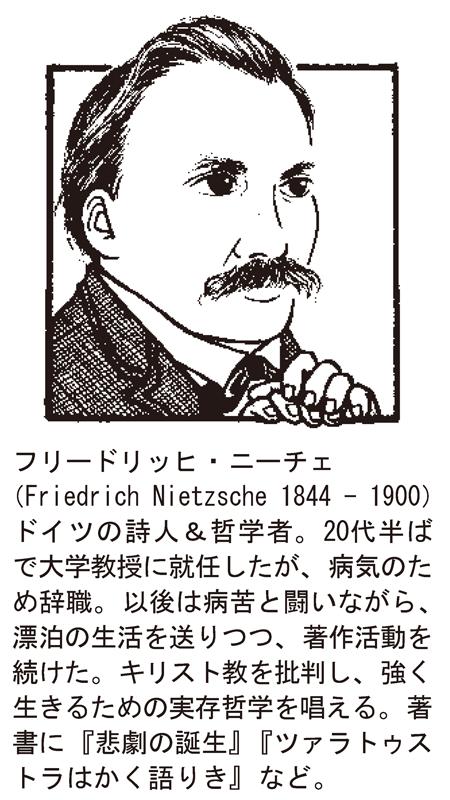 フリードリッヒ・ニーチェ
(Friedrich Nietzsche 1844 - 1900)
ドイツの詩人&哲学者。20代半ば
で大学教授に就任したが、病気のた
め辞職。以後は病苦と闘いながら、
漂泊の生活を送りつつ、著作活動を
続けた。キリスト教を批判し、強く
生きるための実存哲学を唱える。著
書に『悲劇の誕生』『ツァラトゥス
トラはかく語りき』など。